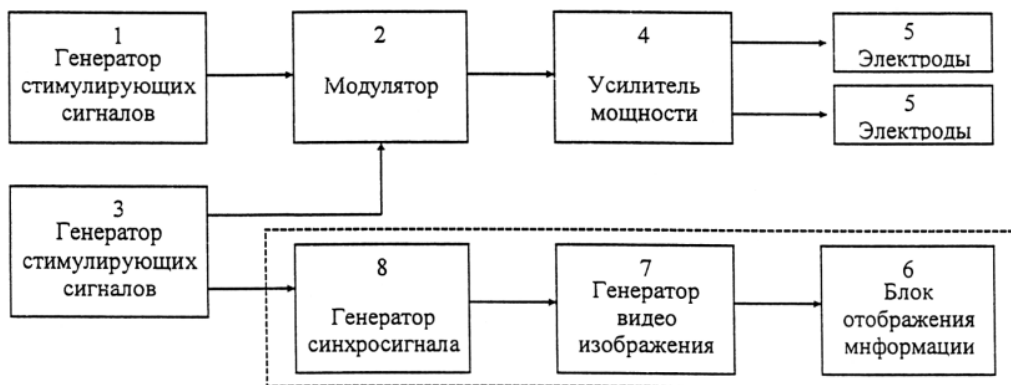 1
Генератор
стимулирующих
сигналов
2
Модулятор
4
Усилитель
мощности
5
Электроды
5
Электроды
3
Генератор
стимулирующих
сигналов
8
Генератор
синхросигнала
7
Генератор
видео
изображения
6
Блок
отображения
мнформации